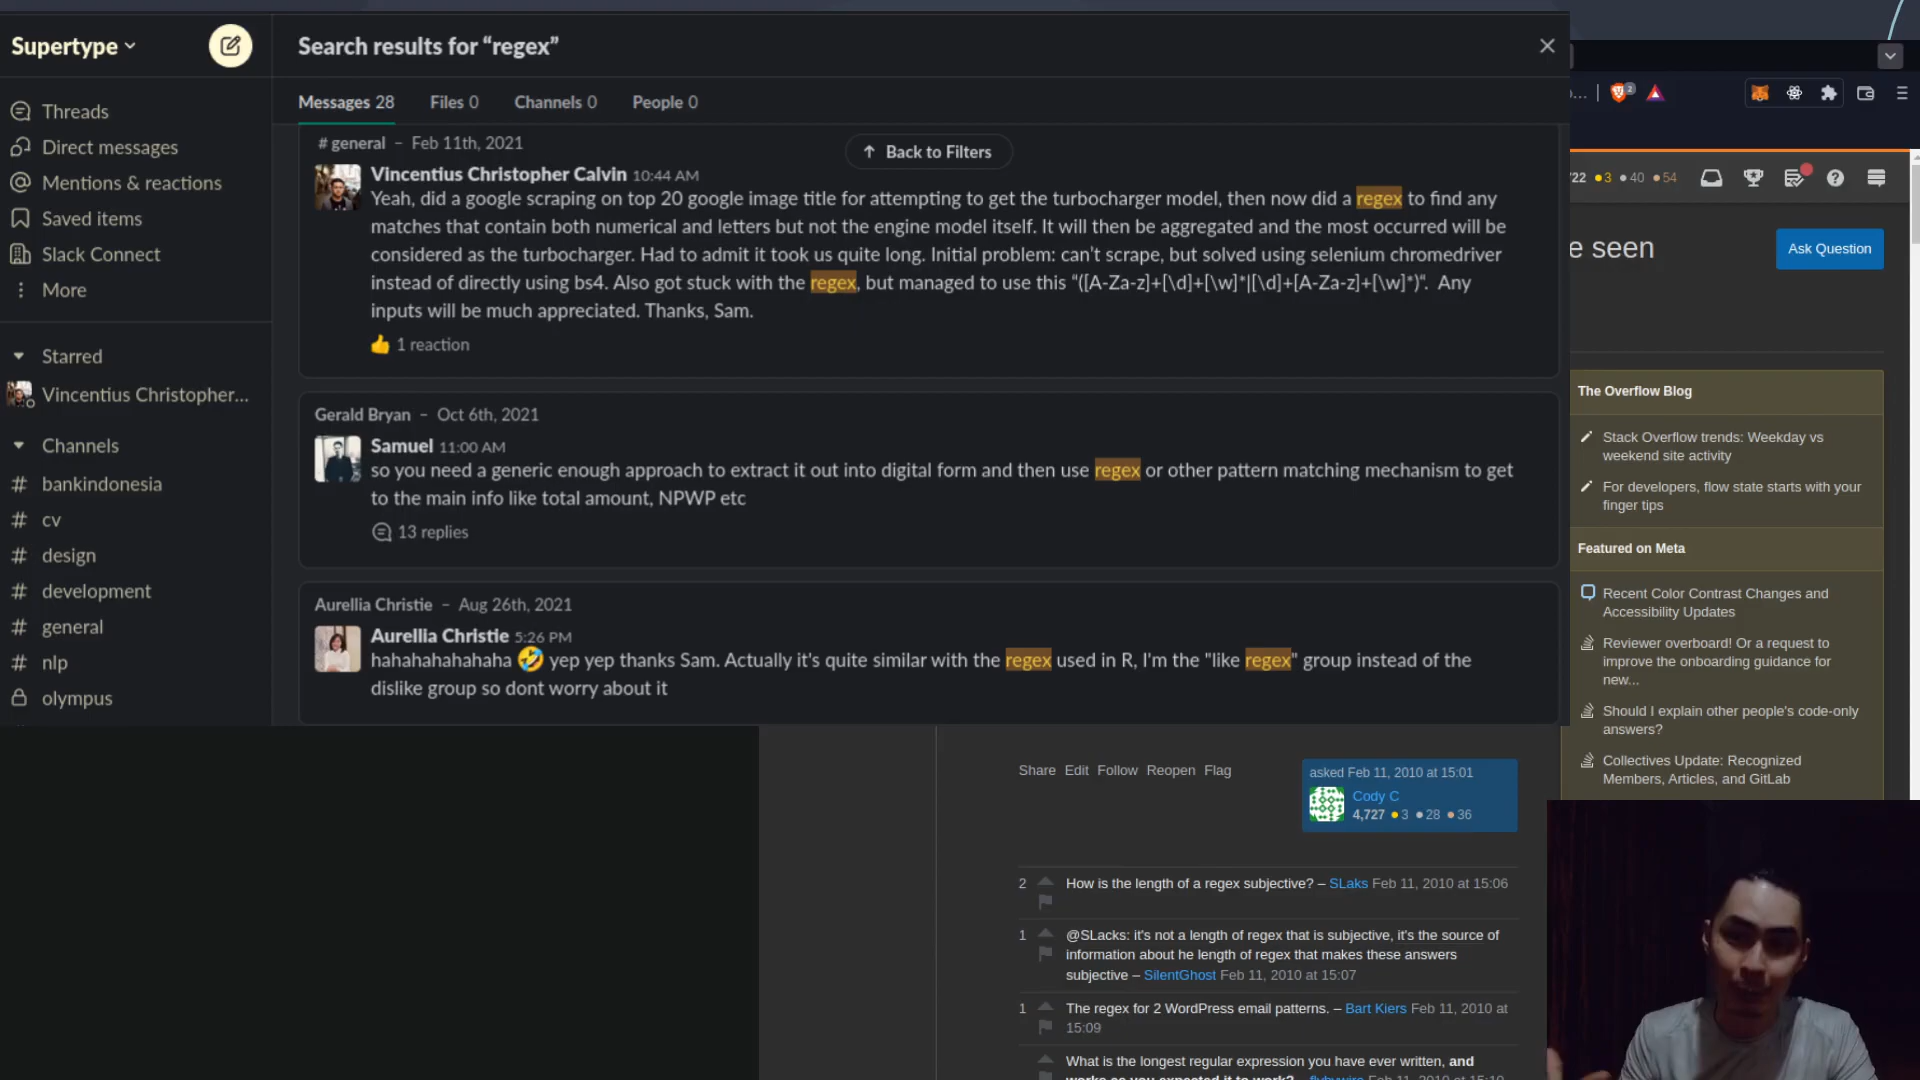 Supertype
Threads
Direct messages
Mentions & reactions
Saved items
Slack Connect
More
Starred
Vincentius Christopher...
Channels
# bankindonesia
# cv
# design
# development
# general
# nlp
olympus
Search results for “regex”
Messages 28
Files 0
Channels 0
People 0
# general – Feb 11th, 2021
Back to Filters
Vincentius Christopher Calvin 10:44 AM
Yeah, did a google scraping on top 20 google image title for attempting to get the turbocharger model, then now did a regex to find any
matches that contain both numerical and letters but not the engine model itself. It will then be aggregated and the most occurred will be
considered as the turbocharger. Had to admit it took us quite long. Initial problem: can't scrape, but solved using selenium chromedriver
instead of directly using bs4. Also got stuck with the regex, but managed to use this “([A-Za-z]+[\d]+[\w]*|[\d]+[A-Za-z]+[\w]*)”. Any
inputs will be much appreciated. Thanks, Sam.
1 reaction
Gerald Bryan – Oct 6th, 2021
Samuel 11:00 AM
so you need a generic enough approach to extract it out into digital form and then use regex or other pattern matching mechanism to get
to the main info like total amount, NPWP etc
13 replies
Aurellia Christie – Aug 26th, 2021
Aurellia Christie 5:26 PM
hahahahahahaha 🤣 yep yep thanks Sam. Actually it's quite similar with the regex used in R, I'm the "like regex" group instead of the
dislike group so dont worry about it
2
3 40 54
e seen
Ask Question
The Overflow Blog
Stack Overflow trends: Weekday vs
weekend site activity
For developers, flow state starts with your
finger tips
Featured on Meta
Recent Color Contrast Changes and
Accessibility Updates
Reviewer overboard! Or a request to
improve the onboarding guidance for
new...
Should I explain other people's code-only
answers?
Collectives Update: Recognized
Members, Articles, and GitLab
Share Edit Follow Reopen Flag
asked Feb 11, 2010 at 15:01
Cody C
4,727 3 28 36
2 How is the length of a regex subjective? – SLaks Feb 11, 2010 at 15:06
1 @SLacks: it's not a length of regex that is subjective, it's the source of
information about he length of regex that makes these answers
subjective – SilentGhost Feb 11, 2010 at 15:07
1 The regex for 2 WordPress email patterns. – Bart Kiers Feb 11, 2010 at
15:09
What is the longest regular expression you have ever written, and